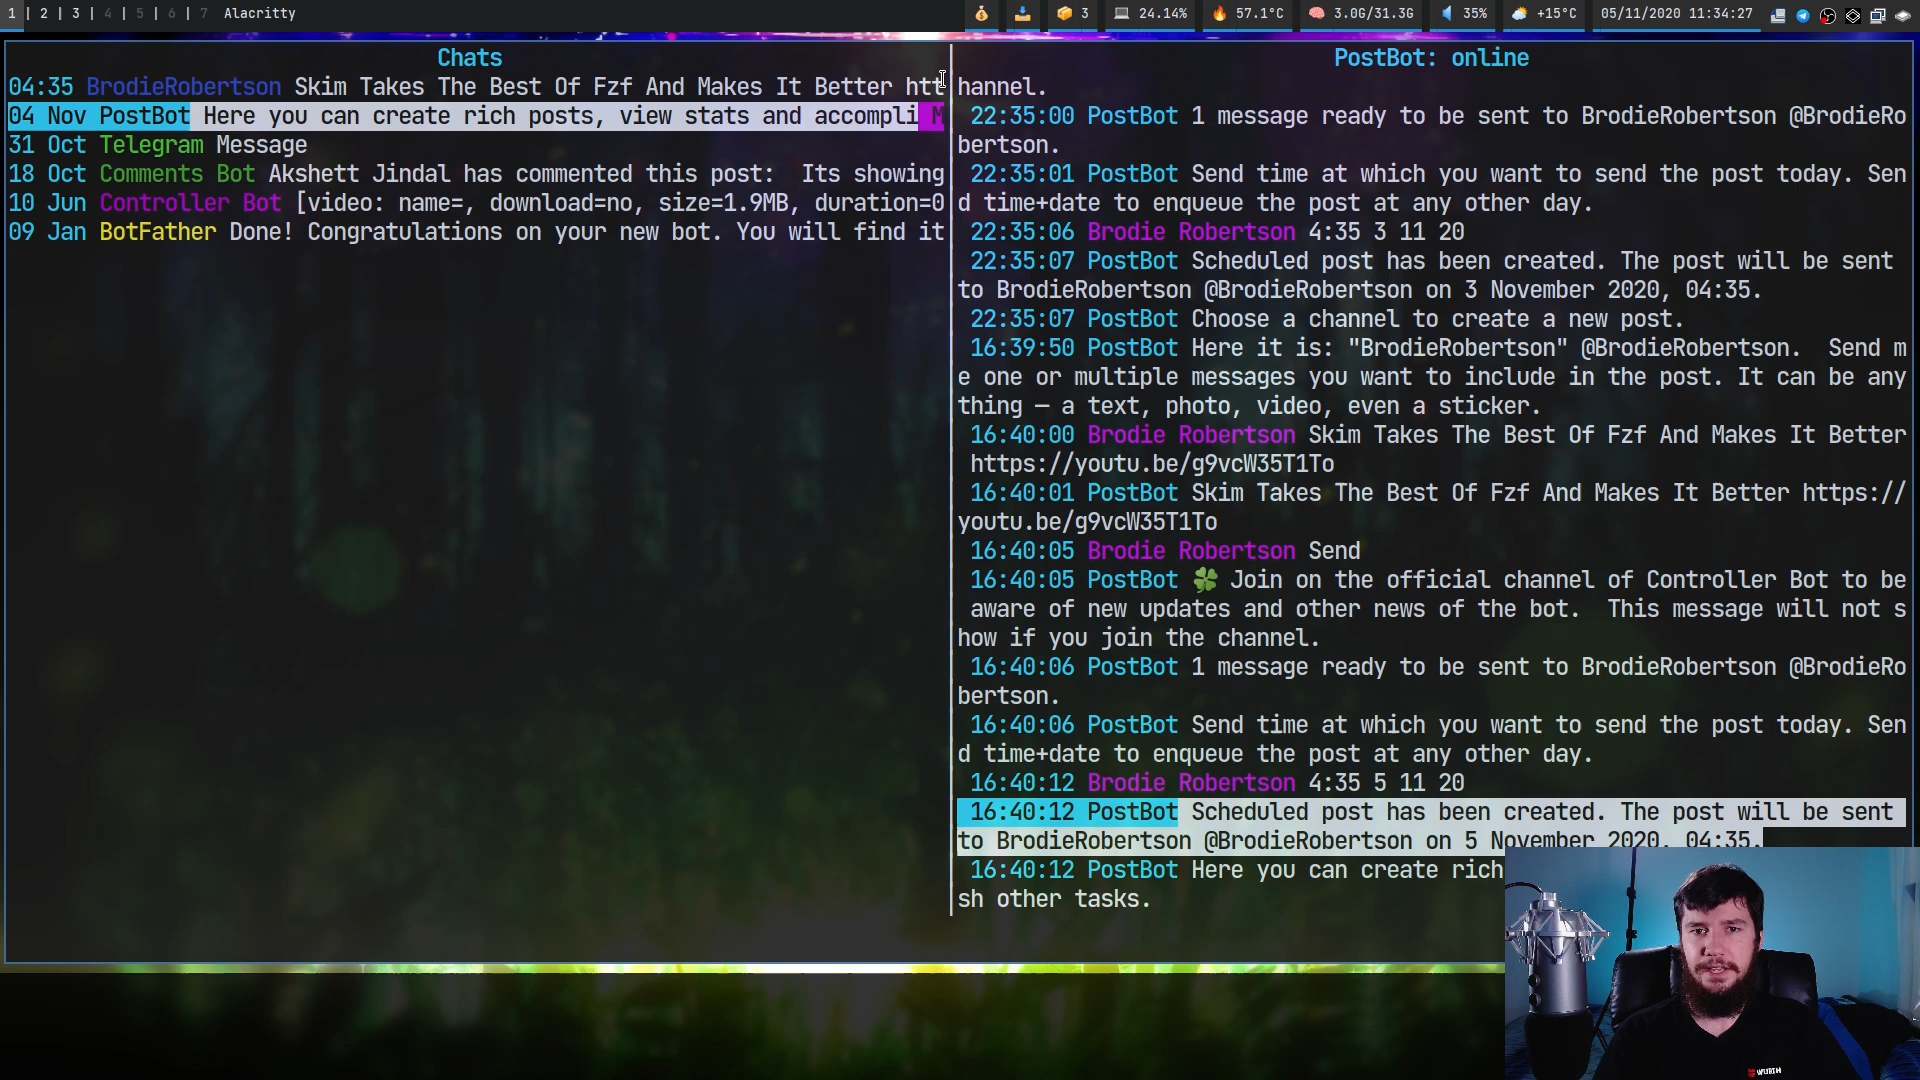 1 | 2 | 3 | 4 | 5 | 6 | 7 Alacritty
3 24.14% 57.1°C 3.0G/31.3G 35% +15°C 05/11/2020 11:34:27
Chats
04:35 BrodieRobertson Skim Takes The Best Of Fzf And Makes It Better htt
04 Nov PostBot Here you can create rich posts, view stats and accompli M
31 Oct Telegram Message
18 Oct Comments Bot Akshett Jindal has commented this post:  Its showing
10 Jun Controller Bot [video: name=, download=no, size=1.9MB, duration=0
09 Jan BotFather Done! Congratulations on your new bot. You will find it
PostBot: online
hannel.
22:35:00 PostBot 1 message ready to be sent to BrodieRobertson @BrodieRo
bertson.
22:35:01 PostBot Send time at which you want to send the post today. Sen
d time+date to enqueue the post at any other day.
22:35:06 Brodie Robertson 4:35 3 11 20
22:35:07 PostBot Scheduled post has been created. The post will be sent
to BrodieRobertson @BrodieRobertson on 3 November 2020, 04:35.
22:35:07 PostBot Choose a channel to create a new post.
16:39:50 PostBot Here it is: "BrodieRobertson" @BrodieRobertson.  Send m
e one or multiple messages you want to include in the post. It can be any
thing — a text, photo, video, even a sticker.
16:40:00 Brodie Robertson Skim Takes The Best Of Fzf And Makes It Better
https://youtu.be/g9vcW35T1To
16:40:01 PostBot Skim Takes The Best Of Fzf And Makes It Better https://
youtu.be/g9vcW35T1To
16:40:05 Brodie Robertson Send
16:40:05 PostBot 🍀 Join on the official channel of Controller Bot to be
aware of new updates and other news of the bot.  This message will not s
how if you join the channel.
16:40:06 PostBot 1 message ready to be sent to BrodieRobertson @BrodieRo
bertson.
16:40:06 PostBot Send time at which you want to send the post today. Sen
d time+date to enqueue the post at any other day.
16:40:12 Brodie Robertson 4:35 5 11 20
16:40:12 PostBot Scheduled post has been created. The post will be sent
to BrodieRobertson @BrodieRobertson on 5 November 2020, 04:35.
16:40:12 PostBot Here you can create rich
sh other tasks.